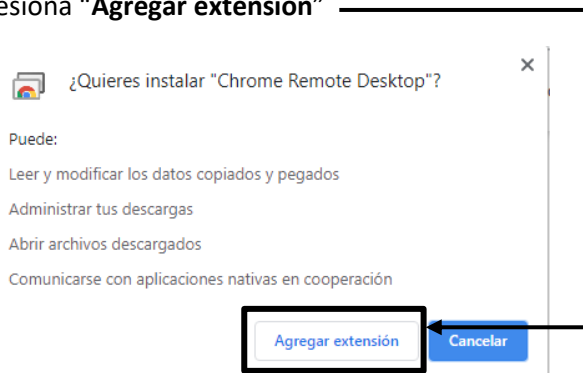 esiona "Agregar extensión"
¿Quieres instalar "Chrome Remote Desktop"?
Puede:
Leer y modificar los datos copiados y pegados
Administrar tus descargas
Abrir archivos descargados
Comunicarse con aplicaciones nativas en cooperación
Agregar extensión Cancelar